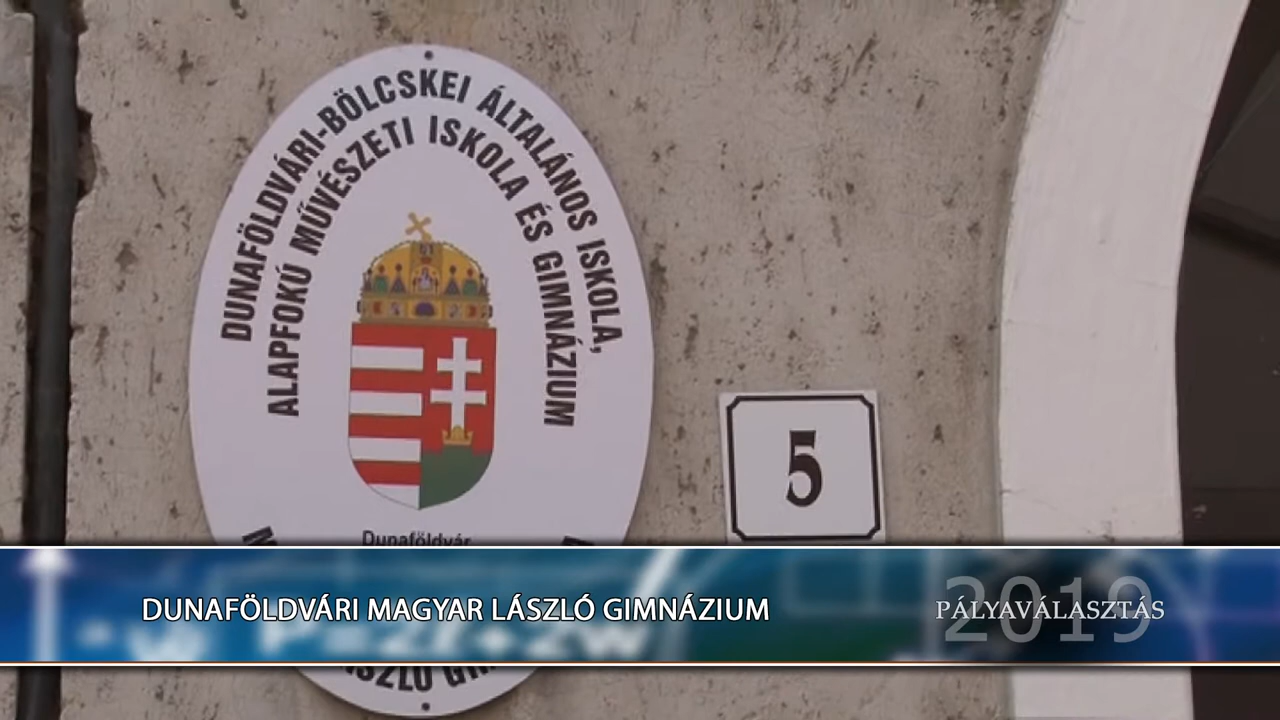 DUNAFÖLDVÁRI-BÖLCSKEI ÁLTALÁNOS ISKOLA,
ALAPFOKÚ MŰVÉSZETI ISKOLA ÉS GIMNÁZIUM
5
Dunaföldvár
DUNAFÖLDVÁRI MAGYAR LÁSZLÓ GIMNÁZIUM
2019
PÁLYAVÁLASZTÁS